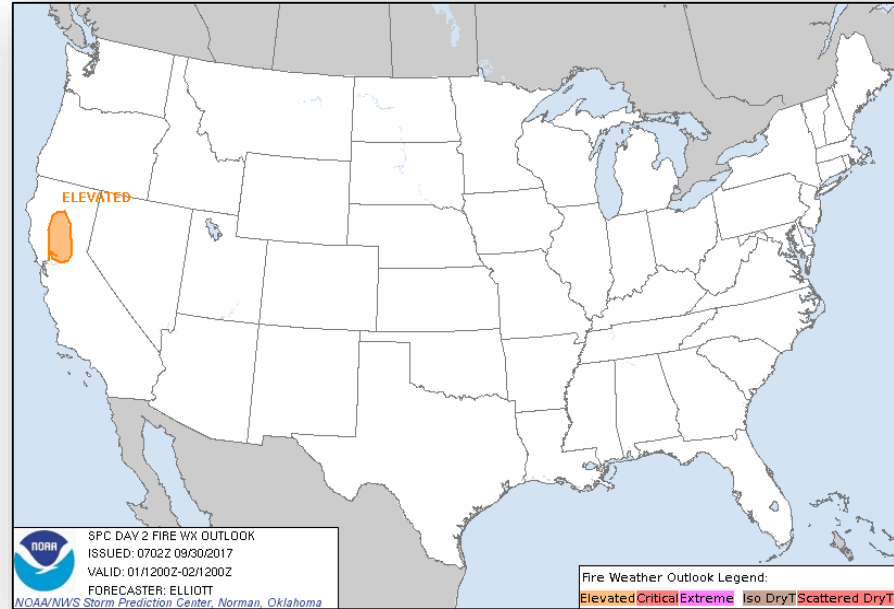 ELEVATED
NOAA
SPC DAY 2 FIRE WX OUTLOOK
ISSUED: 0702Z 09/30/2017
VALID: 01/1200Z-02/1200Z
FORECASTER: ELLIOTT
NOAA/NWS Storm Prediction Center, Norman, Oklahoma
Fire Weather Outlook Legend:
Elevated Critical Extreme Iso DryT Scattered DryT